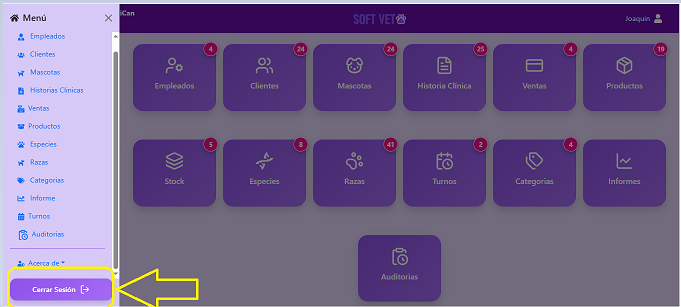 Menú
Empleados
Clientes
Mascotas
Historias Clínicas
Ventas
Productos
Especies
Razas
Categorias
Informe
Turnos
Auditorias
Acerca de
Cerrar Sesión
iCan
SOFT VET
Joaquin
4
Empleados
24
Clientes
24
Mascotas
25
Historia Clínica
4
Ventas
19
Productos
5
Stock
8
Especies
41
Razas
2
Turnos
4
Categorias
Informes
Auditorias